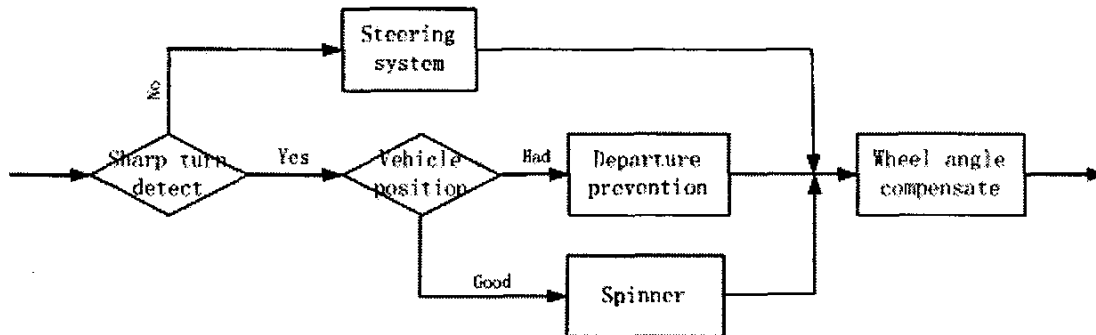 Steering
system
No
Sharp turn
detect
Yes
Vehicle
position
Bad
Departure
prevention
Wheel angle
compensate
Good
Spinner